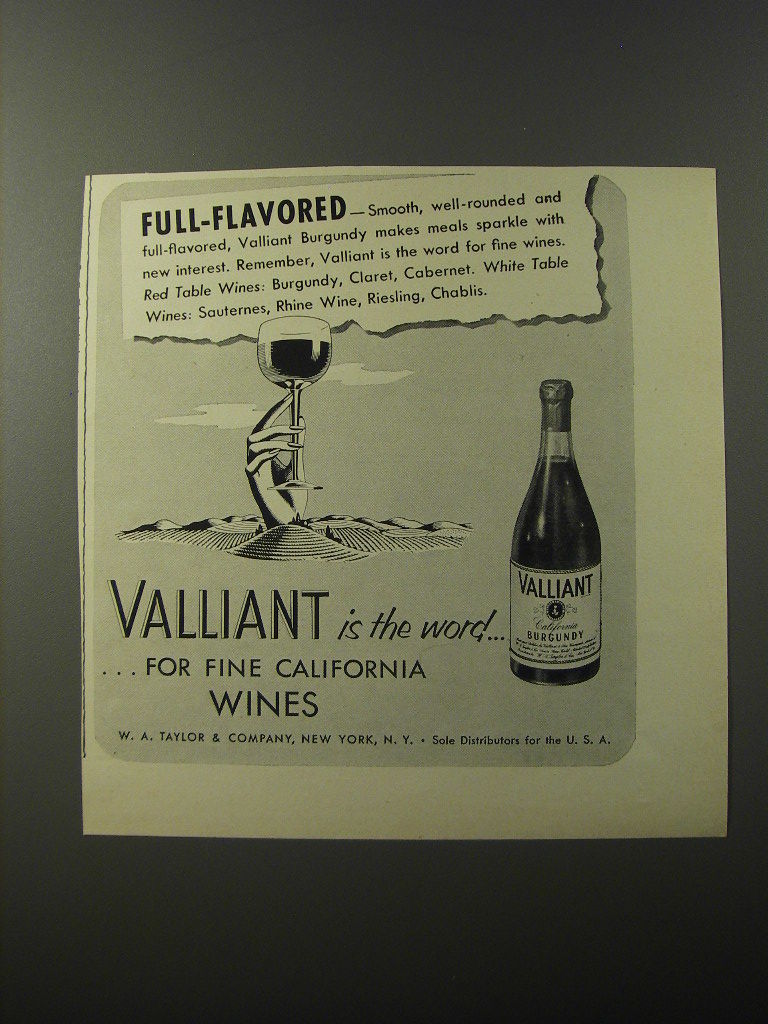 FULL-FLAVORED — Smooth, well-rounded and
full-flavored, Valliant Burgundy makes meals sparkle with
new interest. Remember, Valliant is the word for fine wines.
Red Table Wines: Burgundy, Claret, Cabernet. White Table
Wines: Sauternes, Rhine Wine, Riesling, Chablis.
VALLIANT
California
BURGUNDY
VALLIANT is the word...
...FOR FINE CALIFORNIA
WINES
W. A. TAYLOR & COMPANY, NEW YORK, N. Y. • Sole Distributors for the U. S. A.